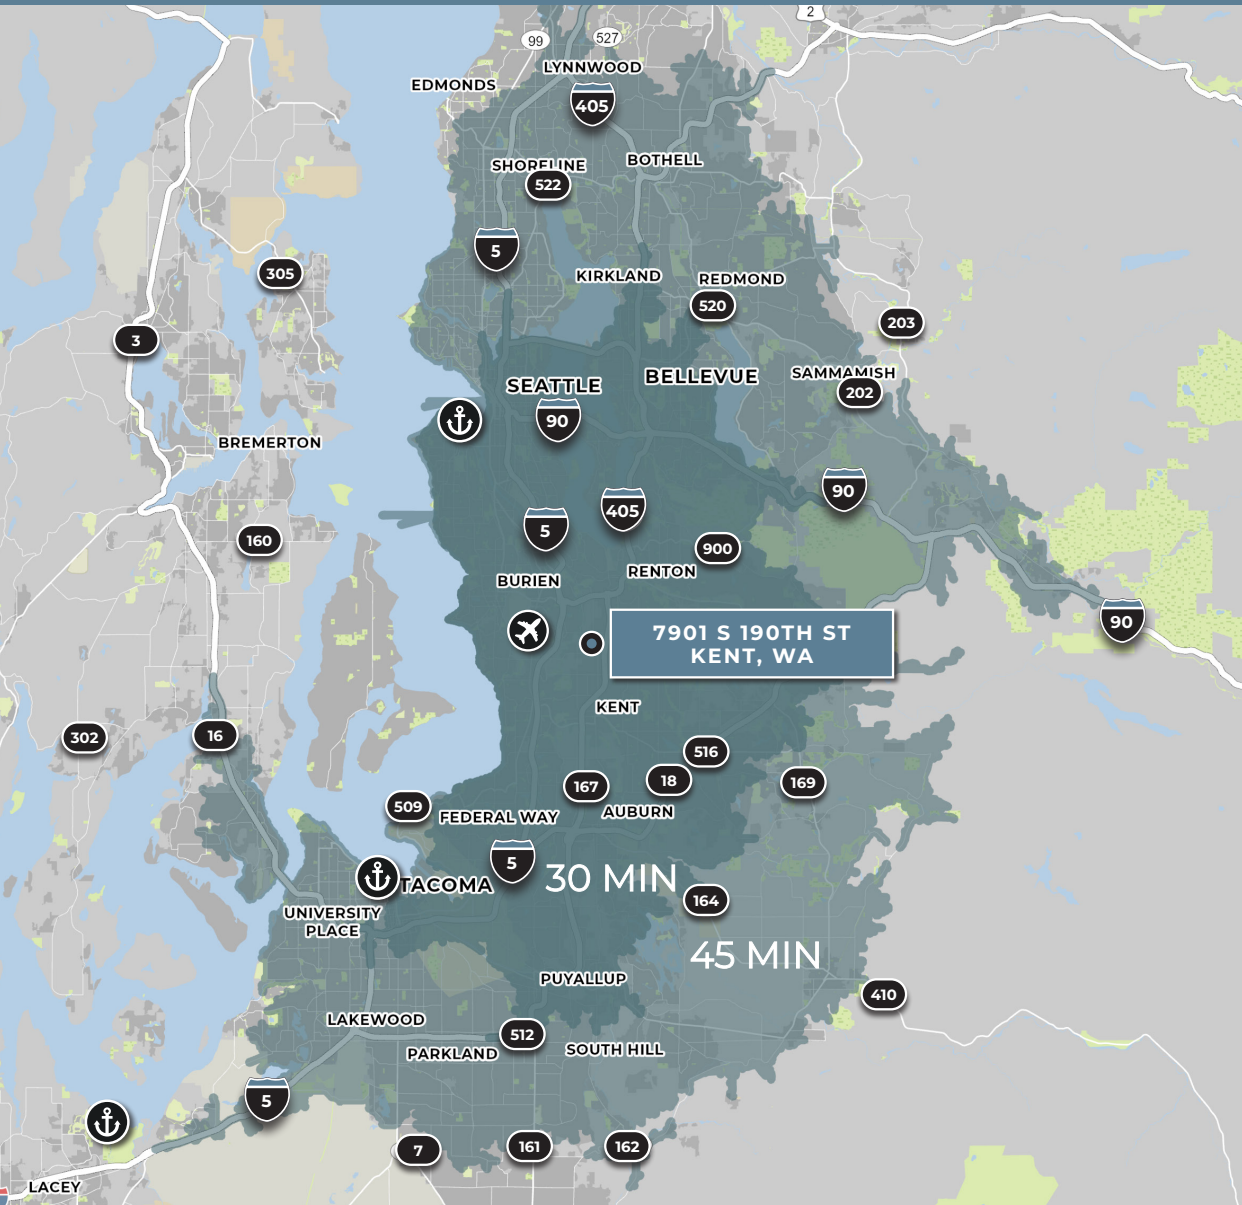 2
99
527
LYNNWOOD
EDMONDS
405
SHORELINE
BOTHELL
522
5
305
KIRKLAND
REDMOND
520
203
3
SEATTLE
BELLEVUE
SAMMAMISH
202
90
BREMERTON
90
405
5
160
900
BURIEN
RENTON
90
7901 S 190TH ST
KENT, WA
KENT
302
16
516
18
167
169
509
FEDERAL WAY
AUBURN
5
30 MIN
TACOMA
164
UNIVERSITY
PLACE
45 MIN
PUYALLUP
410
LAKEWOOD
512
PARKLAND
SOUTH HILL
5
7
161
162
LACEY